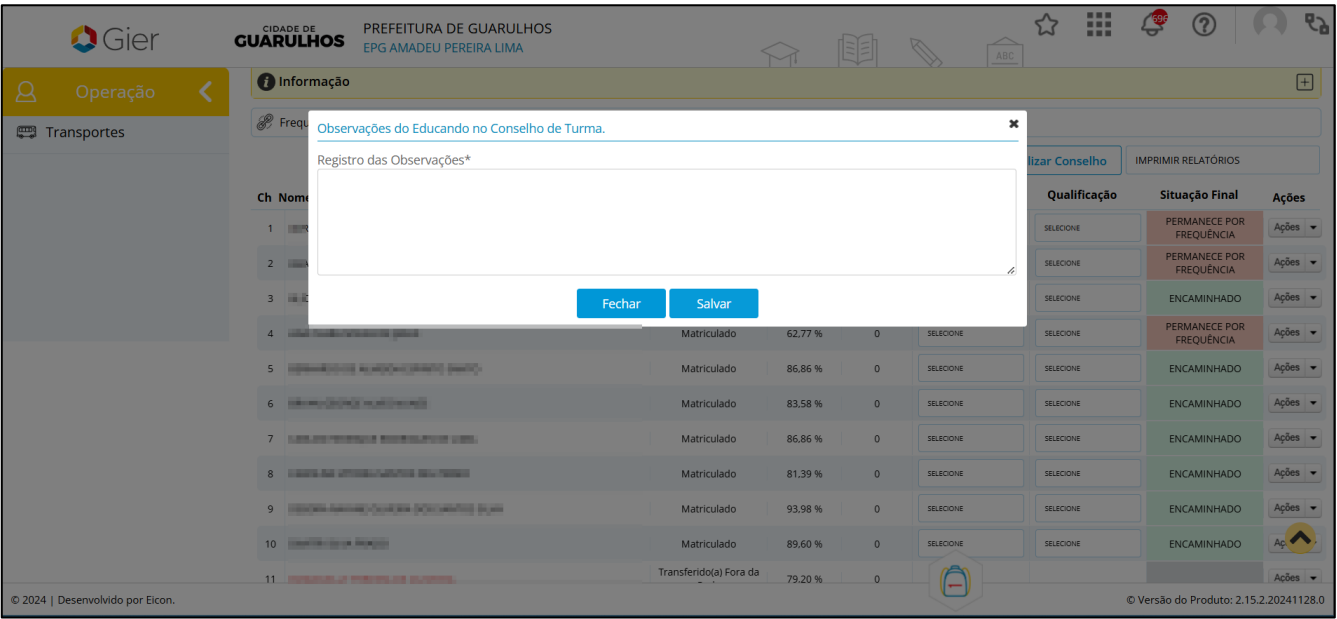 Gier
CIDADE DE
GUARULHOS
PREFEITURA DE GUARULHOS
EPG AMADEU PEREIRA LIMA
ABC
696
Operação
Transportes
Informação
Frequ
Observações do Educando no Conselho de Turma.
Registro das Observações*
Fechar Salvar
lizar Conselho IMPRIMIR RELATÓRIOS
Ch Nome Qualificação Situação Final Ações
1 SELECIONE PERMANECE POR FREQUÊNCIA Ações
2 SELECIONE PERMANECE POR FREQUÊNCIA Ações
3 SELECIONE ENCAMINHADO Ações
4 Matriculado 62,77 % 0 SELECIONE SELECIONE PERMANECE POR FREQUÊNCIA Ações
5 Matriculado 86,86 % 0 SELECIONE SELECIONE ENCAMINHADO Ações
6 Matriculado 83,58 % 0 SELECIONE SELECIONE ENCAMINHADO Ações
7 Matriculado 86,86 % 0 SELECIONE SELECIONE ENCAMINHADO Ações
8 Matriculado 81,39 % 0 SELECIONE SELECIONE ENCAMINHADO Ações
9 Matriculado 93,98 % 0 SELECIONE SELECIONE ENCAMINHADO Ações
10 Matriculado 89,60 % 0 SELECIONE SELECIONE ENCAMINHADO Aç
11 Transferido(a) Fora da 79,20 % 0 Ações
© 2024 | Desenvolvido por Eicon. © Versão do Produto: 2.15.2.20241128.0